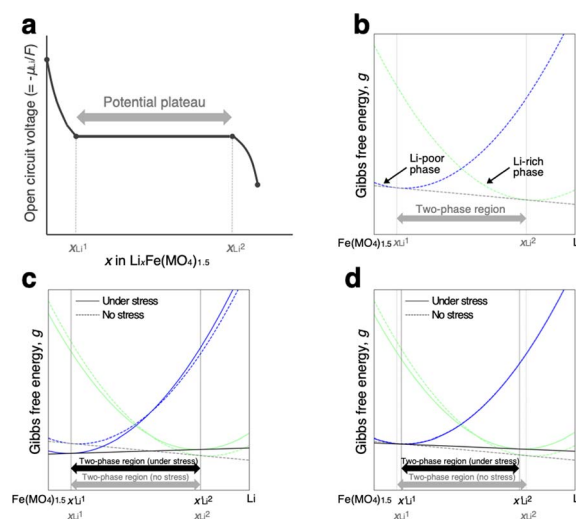 a
Open circuit voltage (= -μLi/F)
Potential plateau
xLi1
xLi2
x in LixFe(MO4)1.5
b
Gibbs free energy, g
Li-poor
phase
Li-rich
phase
Two-phase region
Fe(MO4)1.5
xLi1
xLi2
Li
c
Gibbs free energy, g
Under stress
No stress
Two-phase region (under stress)
Two-phase region (no stress)
Fe(MO4)1.5
x'Li1
x'Li2
Li
xLi1
xLi2
d
Gibbs free energy, g
Under stress
No stress
Two-phase region (under stress)
Two-phase region (no stress)
Fe(MO4)1.5
x'Li1
x'Li2
Li
xLi1
xLi2